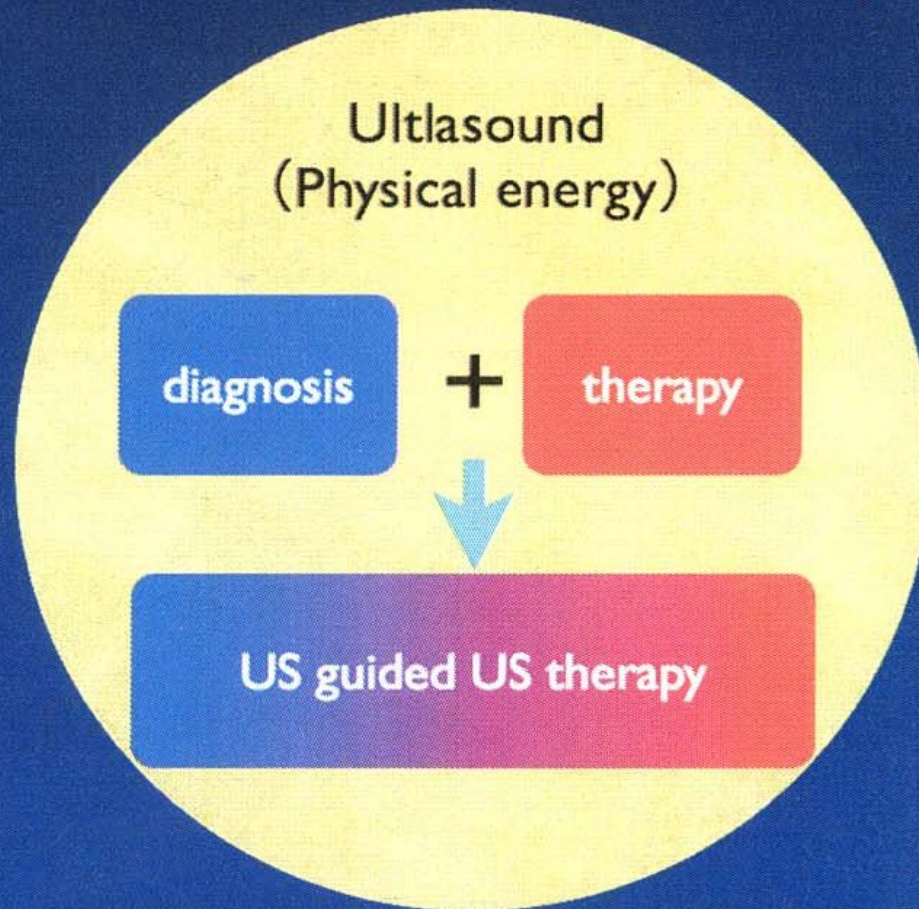 Ultlasound
(Physical energy)
diagnosis
+
therapy
US guided US therapy